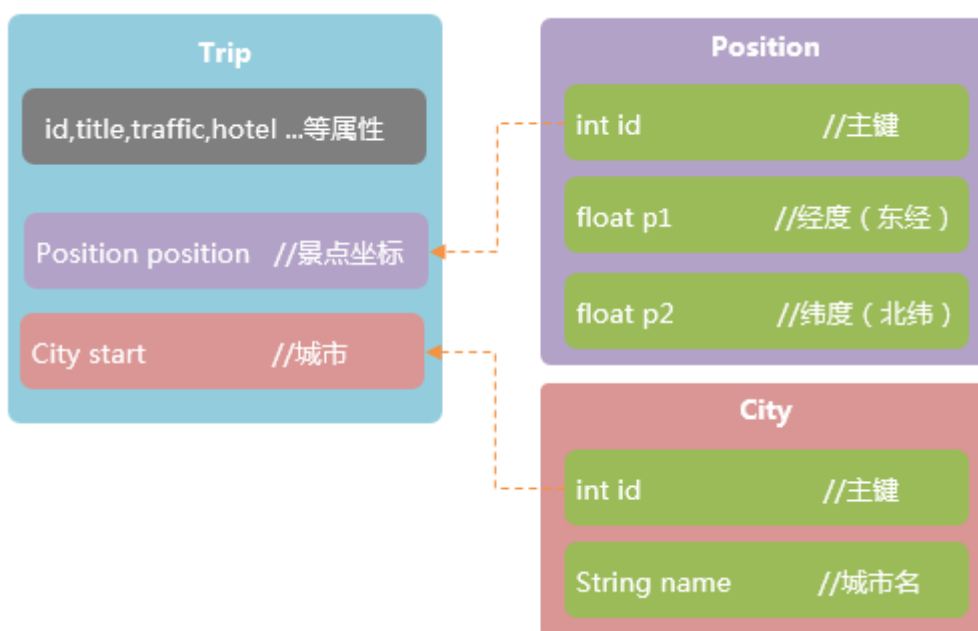 Trip
id,title,traffic,hotel ...等属性
Position position //景点坐标
City start //城市
Position
int id //主键
float p1 //经度（东经）
float p2 //纬度（北纬）
City
int id //主键
String name //城市名